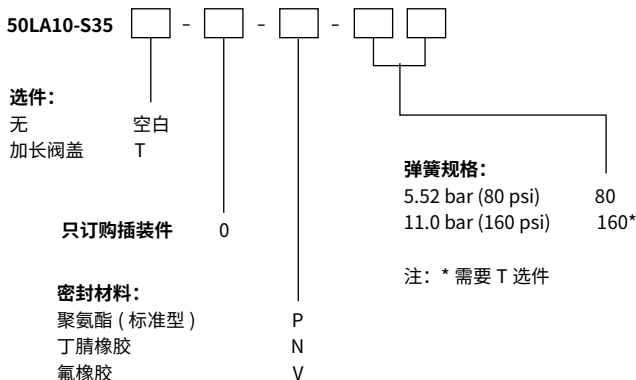 50LA10-S35 - - -
选件：
无 空白
加长阀盖 T
只订购插装件 0
密封材料：
聚氨酯 ( 标准型 ) P
丁腈橡胶 N
氟橡胶 V
弹簧规格：
5.52 bar (80 psi) 80
11.0 bar (160 psi) 160*
注：* 需要 T 选件